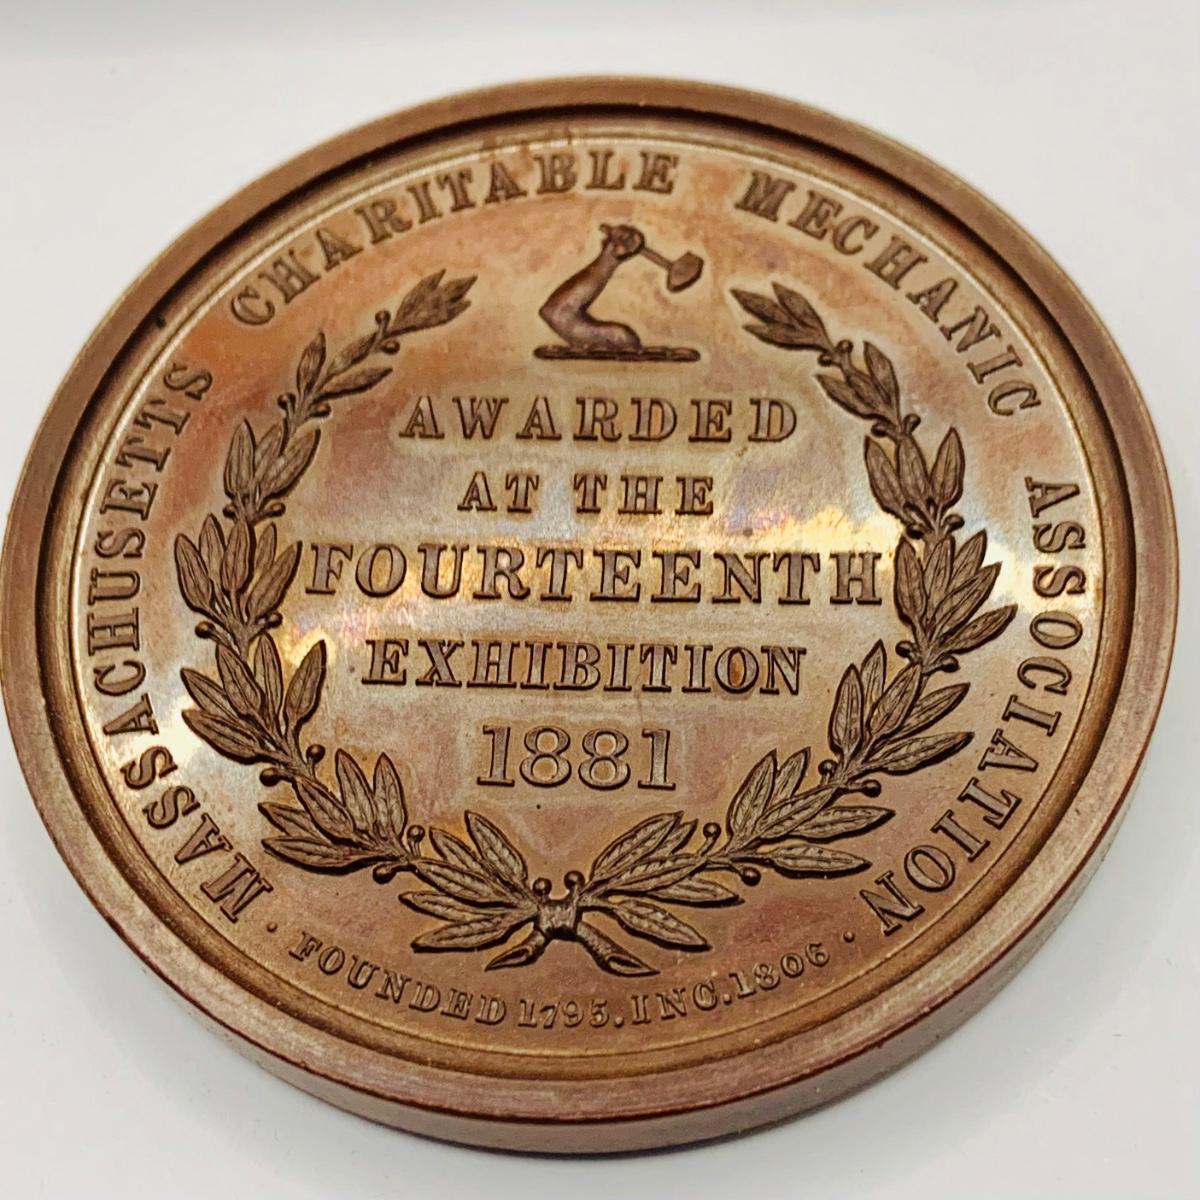 MASSACHUSETTS CHARITABLE MECHANIC ASSOCIATION
AWARDED
AT THE
FOURTEENTH
EXHIBITION
1881
· FOUNDED 1795. INC. 1806 ·